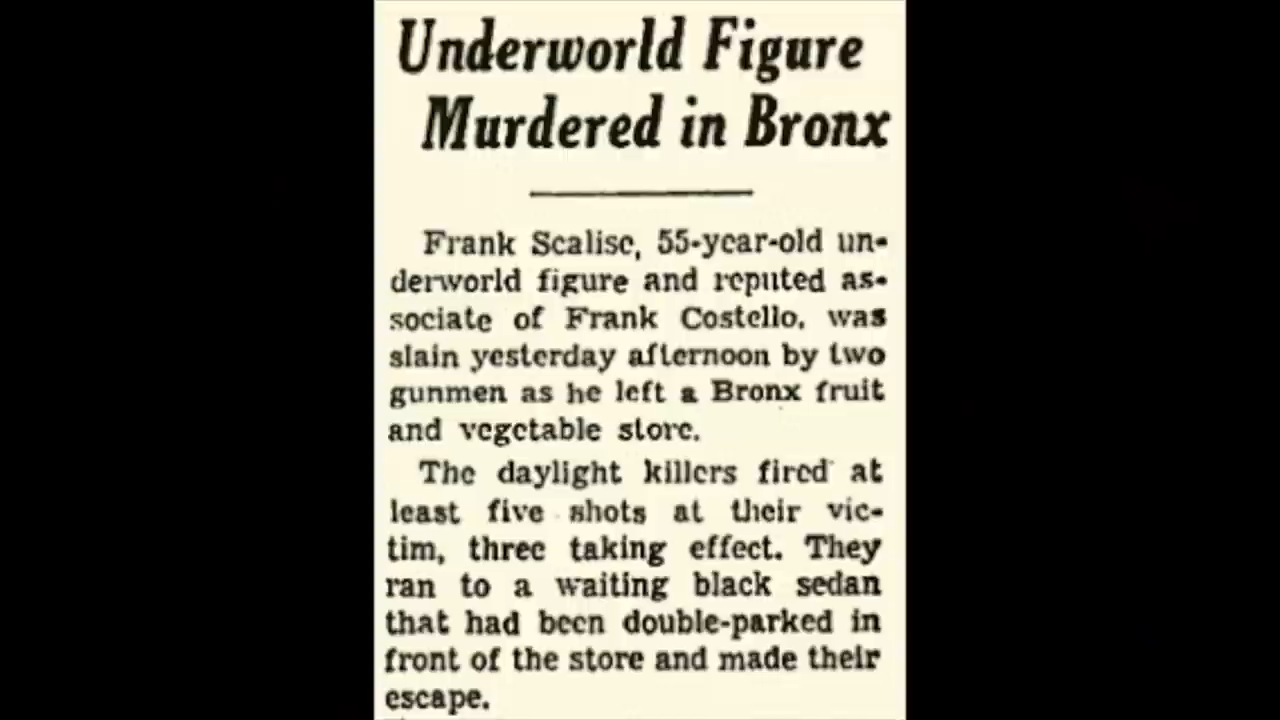 Underworld Figure
Murdered in Bronx
Frank Scalise, 55-year-old un-
derworld figure and reputed as-
sociate of Frank Costello, was
slain yesterday afternoon by two
gunmen as he left a Bronx fruit
and vegetable store.
The daylight killers fired at
least five shots at their vic-
tim, three taking effect. They
ran to a waiting black sedan
that had been double-parked in
front of the store and made their
escape.